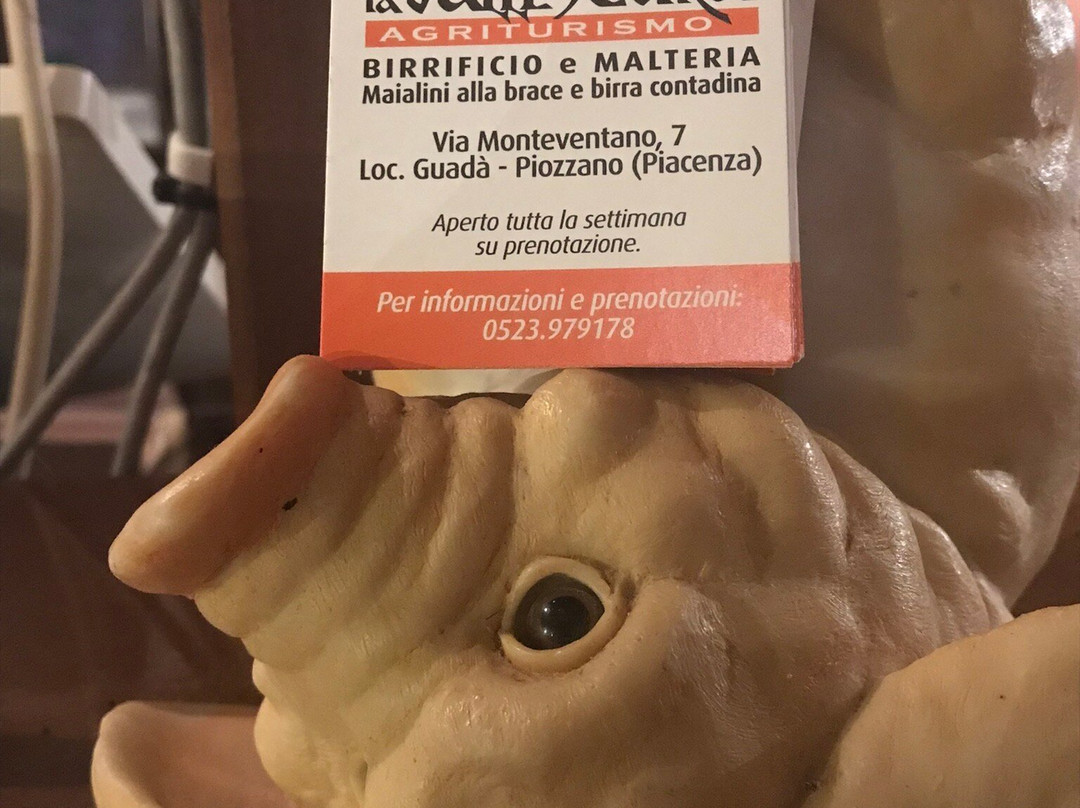 AGRITURISMO
BIRRIFICIO e MALTERIA
Maialini alla brace e birra contadina
Via Monteventano, 7
Loc. Guadà - Piozzano (Piacenza)
Aperto tutta la settimana
su prenotazione.
Per informazioni e prenotazioni:
0523.979178